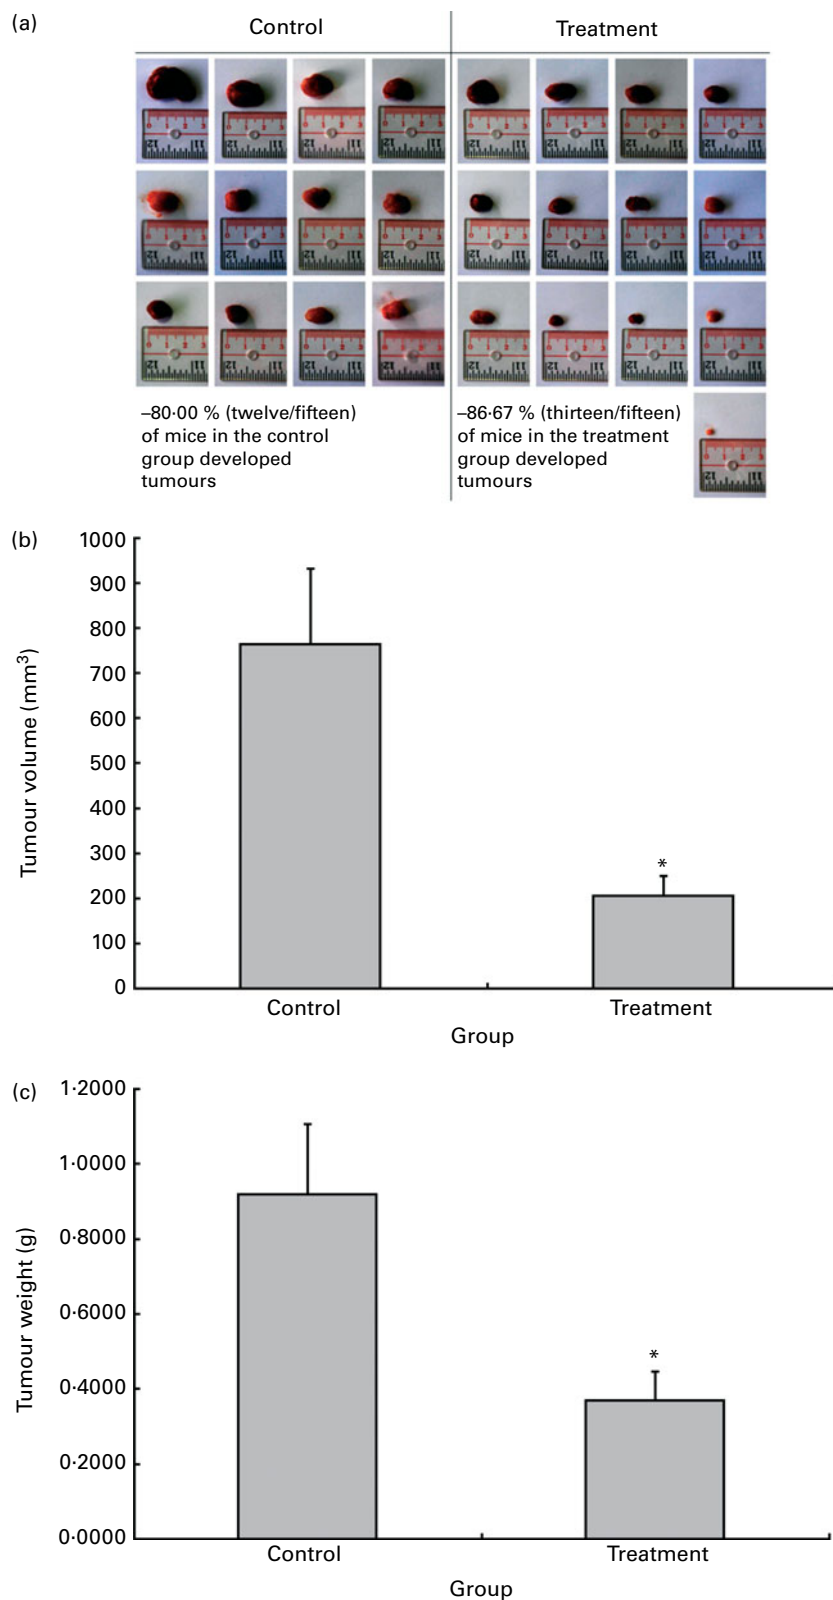 (a)
Control
Treatment
–80·00 % (twelve/fifteen)
of mice in the control
group developed
tumours
–86·67 % (thirteen/fifteen)
of mice in the treatment
group developed
tumours
(b)
Tumour volume (mm³)
1000
900
800
700
600
500
400
300
200
100
0
*
Control
Treatment
Group
(c)
Tumour weight (g)
1·2000
1·0000
0·8000
0·6000
0·4000
0·2000
0·0000
*
Control
Treatment
Group